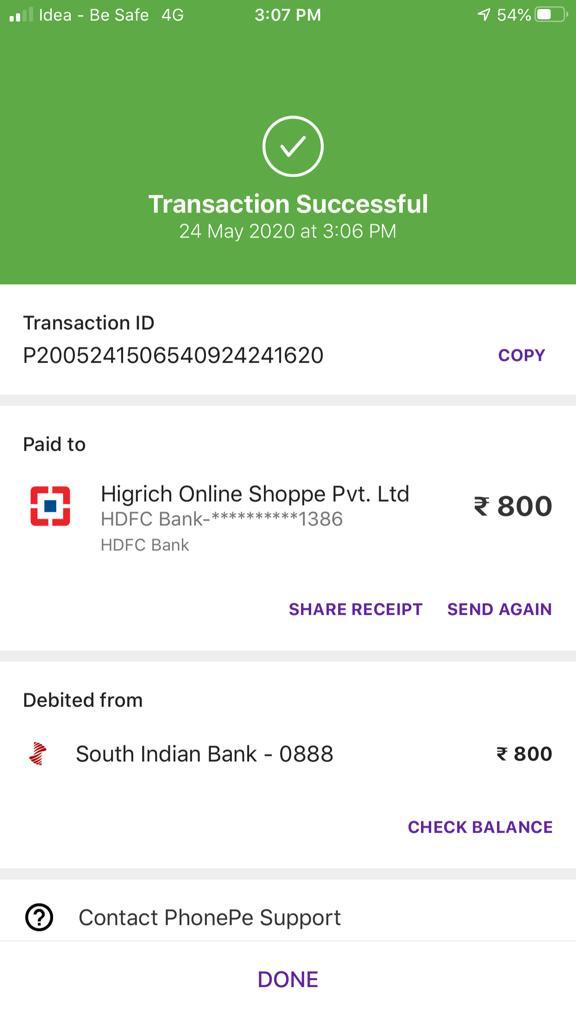 Idea - Be Safe 4G 3:07 PM 54%
Transaction Successful
24 May 2020 at 3:06 PM
Transaction ID
P2005241506540924241620 COPY
Paid to
Higrich Online Shoppe Pvt. Ltd ₹ 800
HDFC Bank-**********1386
HDFC Bank
SHARE RECEIPT SEND AGAIN
Debited from
South Indian Bank - 0888 ₹ 800
CHECK BALANCE
Contact PhonePe Support
DONE